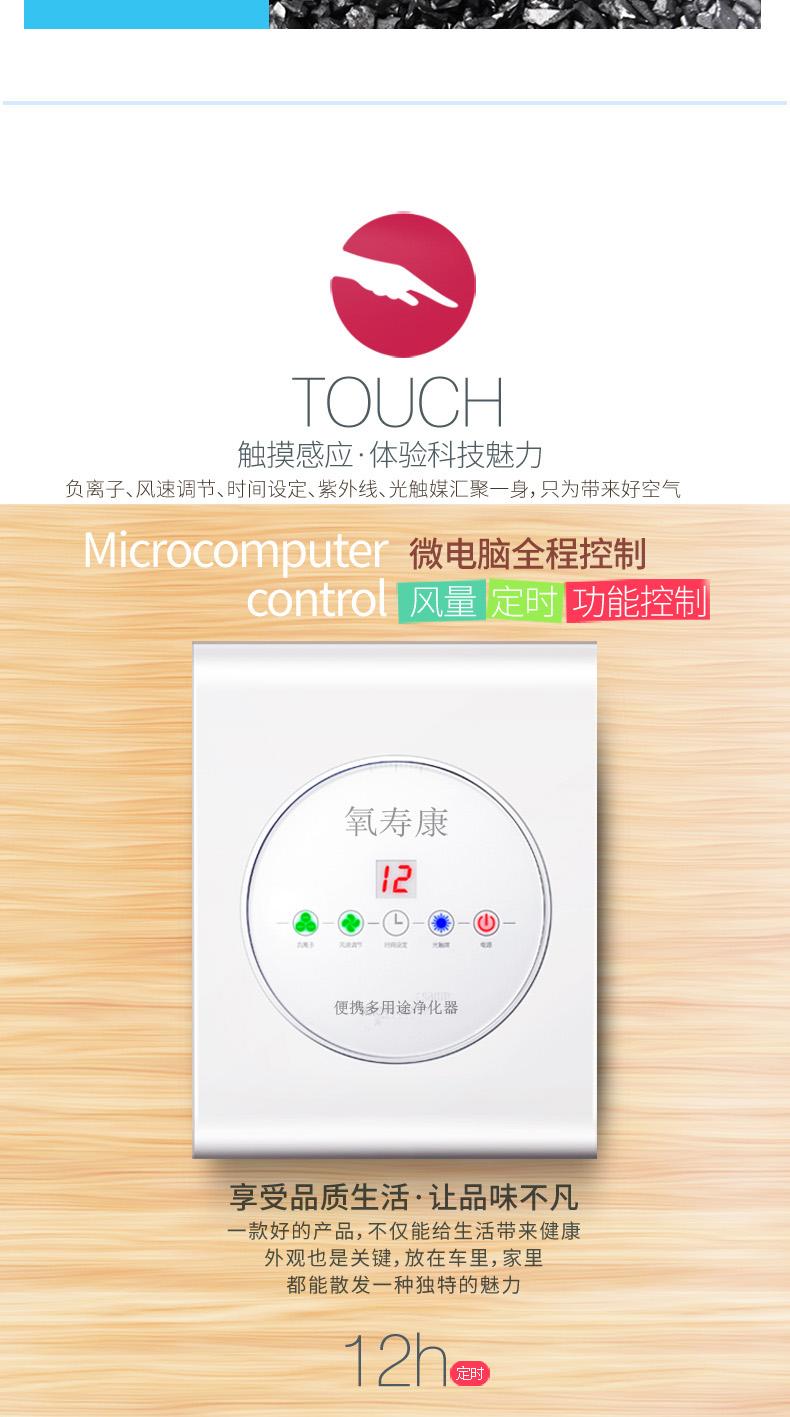 TOUCH
触摸感应·体验科技魅力
负离子、风速调节、时间设定、紫外线、光触媒汇聚一身,只为带来好空气
Microcomputer 微电脑全程控制
control 风量 定时 功能控制
氧寿康
12
负离子 风速调节 时间设定 光触媒 电源
便携多用途净化器
享受品质生活·让品味不凡
一款好的产品,不仅能给生活带来健康
外观也是关键,放在车里,家里
都能散发一种独特的魅力
12h 定时